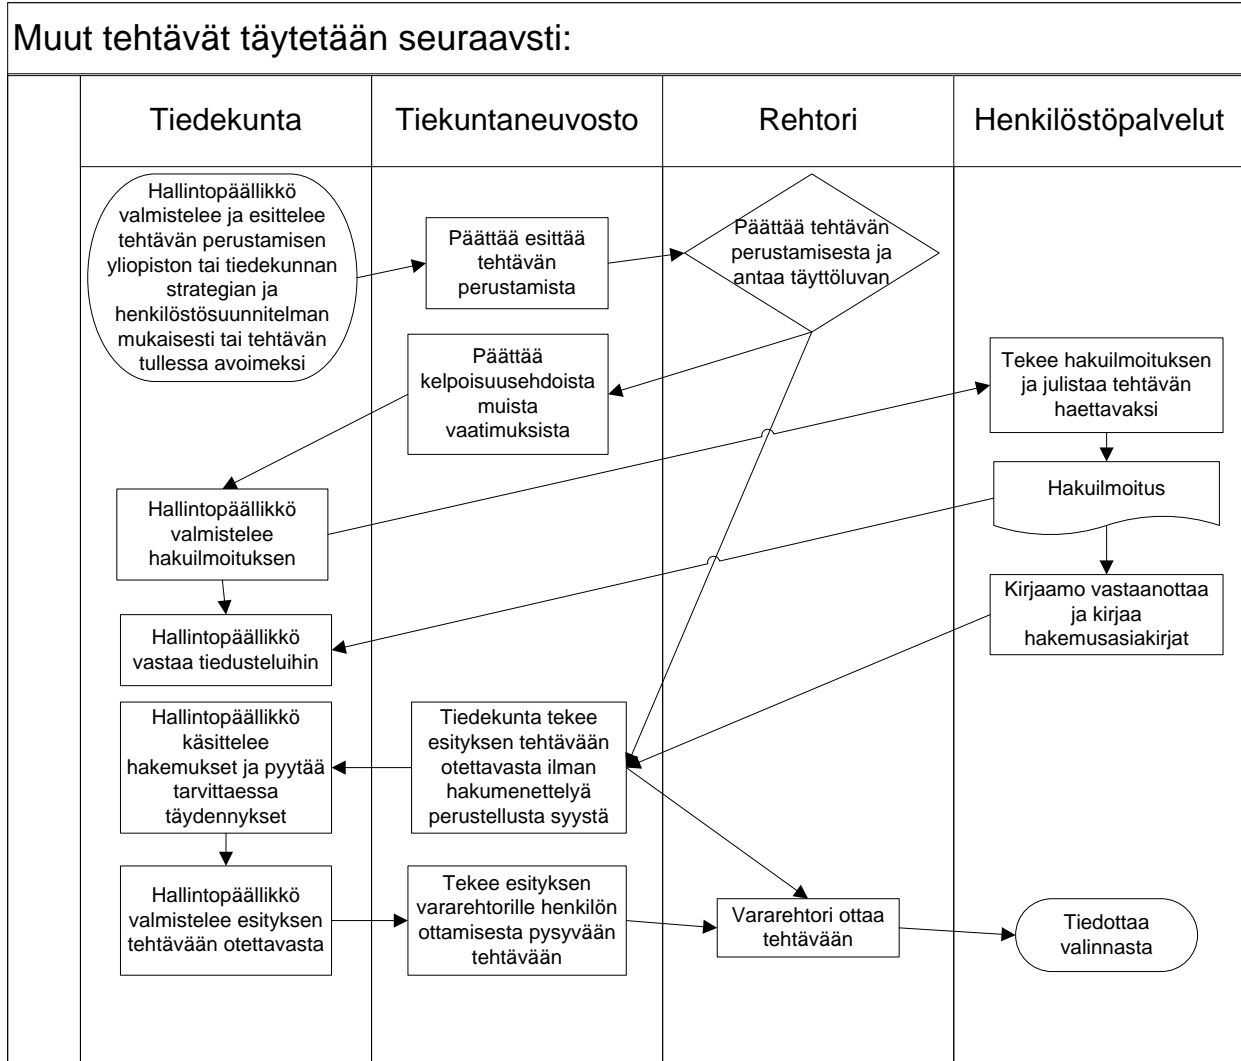 Muut tehtävät täytetään seuraavsti:
Tiedekunta
Tiekuntaneuvosto
Rehtori
Henkilöstöpalvelut
Hallintopäällikkö
valmistelee ja esittelee
tehtävän perustamisen
yliopiston tai tiedekunnan
strategian ja
henkilöstösuunnitelman
mukaisesti tai tehtävän
tullessa avoimeksi
Päättää esittää
tehtävän
perustamista
Päättää tehtävän
perustamisesta ja
antaa täyttöluvan
Päättää
kelpoisuusehdoista
muista
vaatimuksista
Tekee hakuilmoituksen
ja julistaa tehtävän
haettavaksi
Hallintopäällikkö
valmistelee
hakuilmoituksen
Hakuilmoitus
Hallintopäällikkö
vastaa tiedusteluihin
Kirjaamo vastaanottaa
ja kirjaa
hakemusasiakirjat
Hallintopäällikkö
käsittelee
hakemukset ja pyytää
tarvittaessa
täydennykset
Tiedekunta tekee
esityksen tehtävään
otettavasta ilman
hakumenettelyä
perustellusta syystä
Hallintopäällikkö
valmistelee esityksen
tehtävään otettavasta
Tekee esityksen
vararehtorille henkilön
ottamisesta pysyvään
tehtävään
Vararehtori ottaa
tehtävään
Tiedottaa
valinnasta